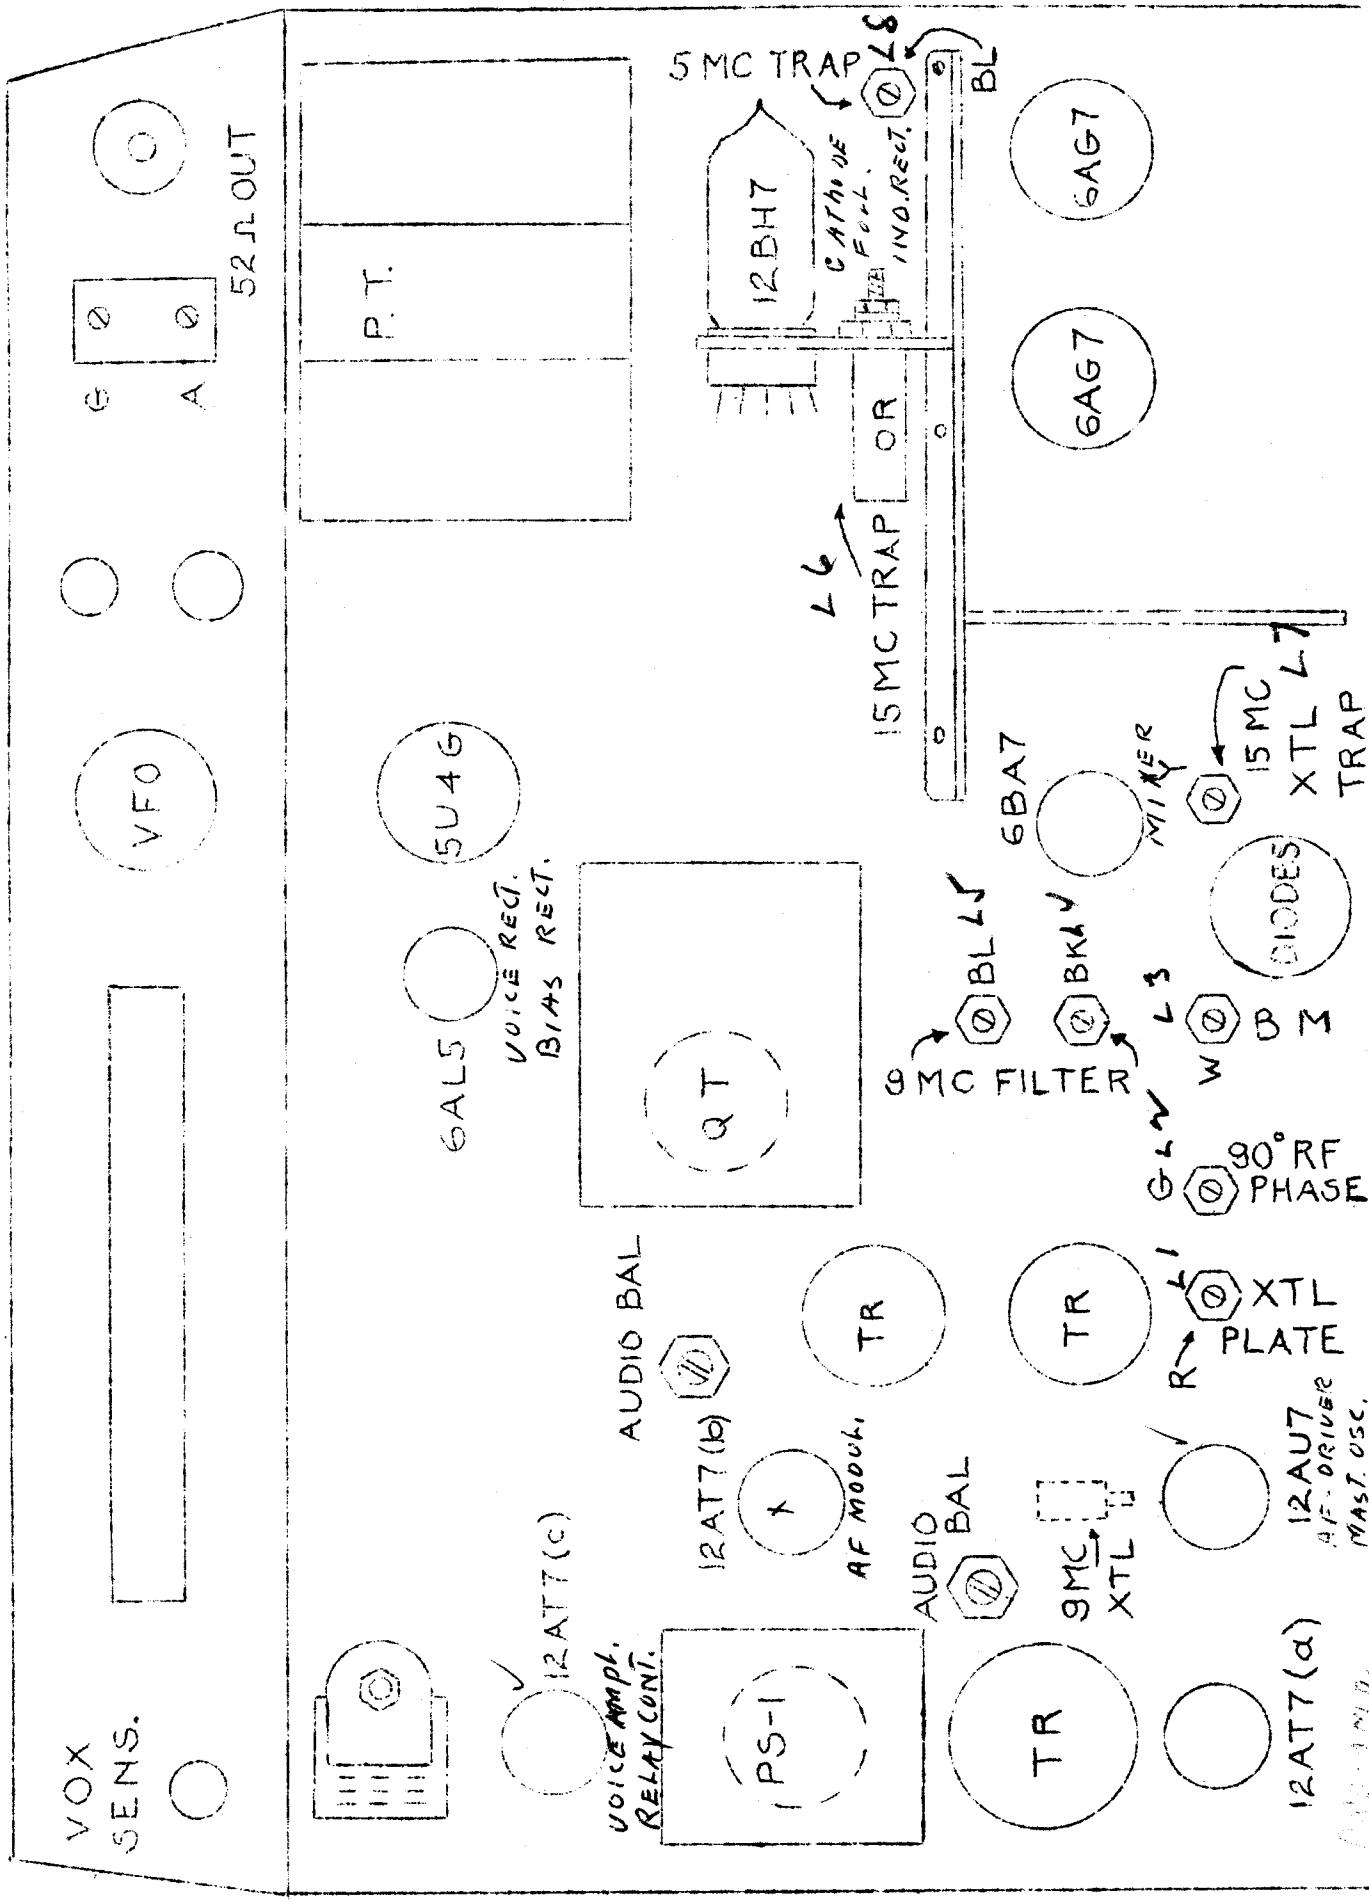 VOX
SENS.
VFO
G
A
52 Ω OUT
P.T.
5U4G
6AL5
VOICE RECT.
BIAS RECT.
12AT7(c)
VOICE AMPL.
RELAY CONT.
PS-1
TR
12AT7(a)
AUDIO BAL
12AT7(b)
X
AF MODUL.
AUDIO
BAL
9MC
XTL
12AU7
AF-DRIVER
MAST. OSC.
TR
TR
R
L1
XTL
PLATE
QT
G L2
90° RF
PHASE
9 MC FILTER
BL L5
BK L4
L3
W
B M
DIODES
6BA7
MIXER
15 MC
XTL L7
TRAP
L6
15 MC TRAP OR
5 MC TRAP L8
12BH7
CATHODE
FOLL.
IND. RECT.
BL
6AG7
6AG7